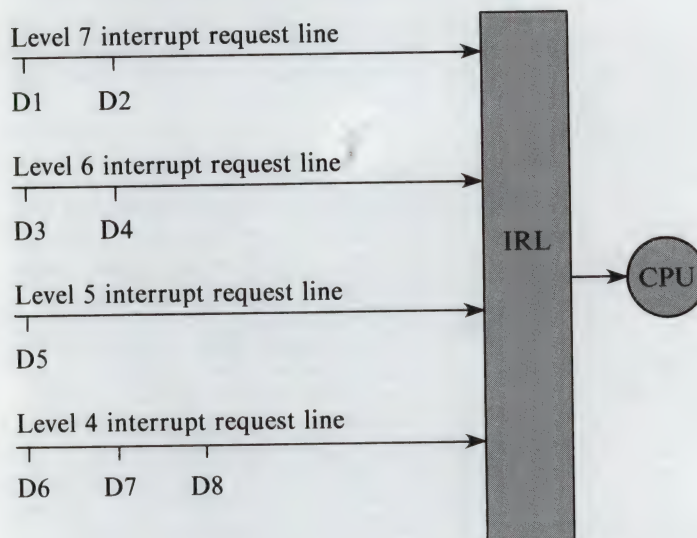 Level 7 interrupt request line
D1 D2
Level 6 interrupt request line
D3 D4
IRL
CPU
Level 5 interrupt request line
D5
Level 4 interrupt request line
D6 D7 D8